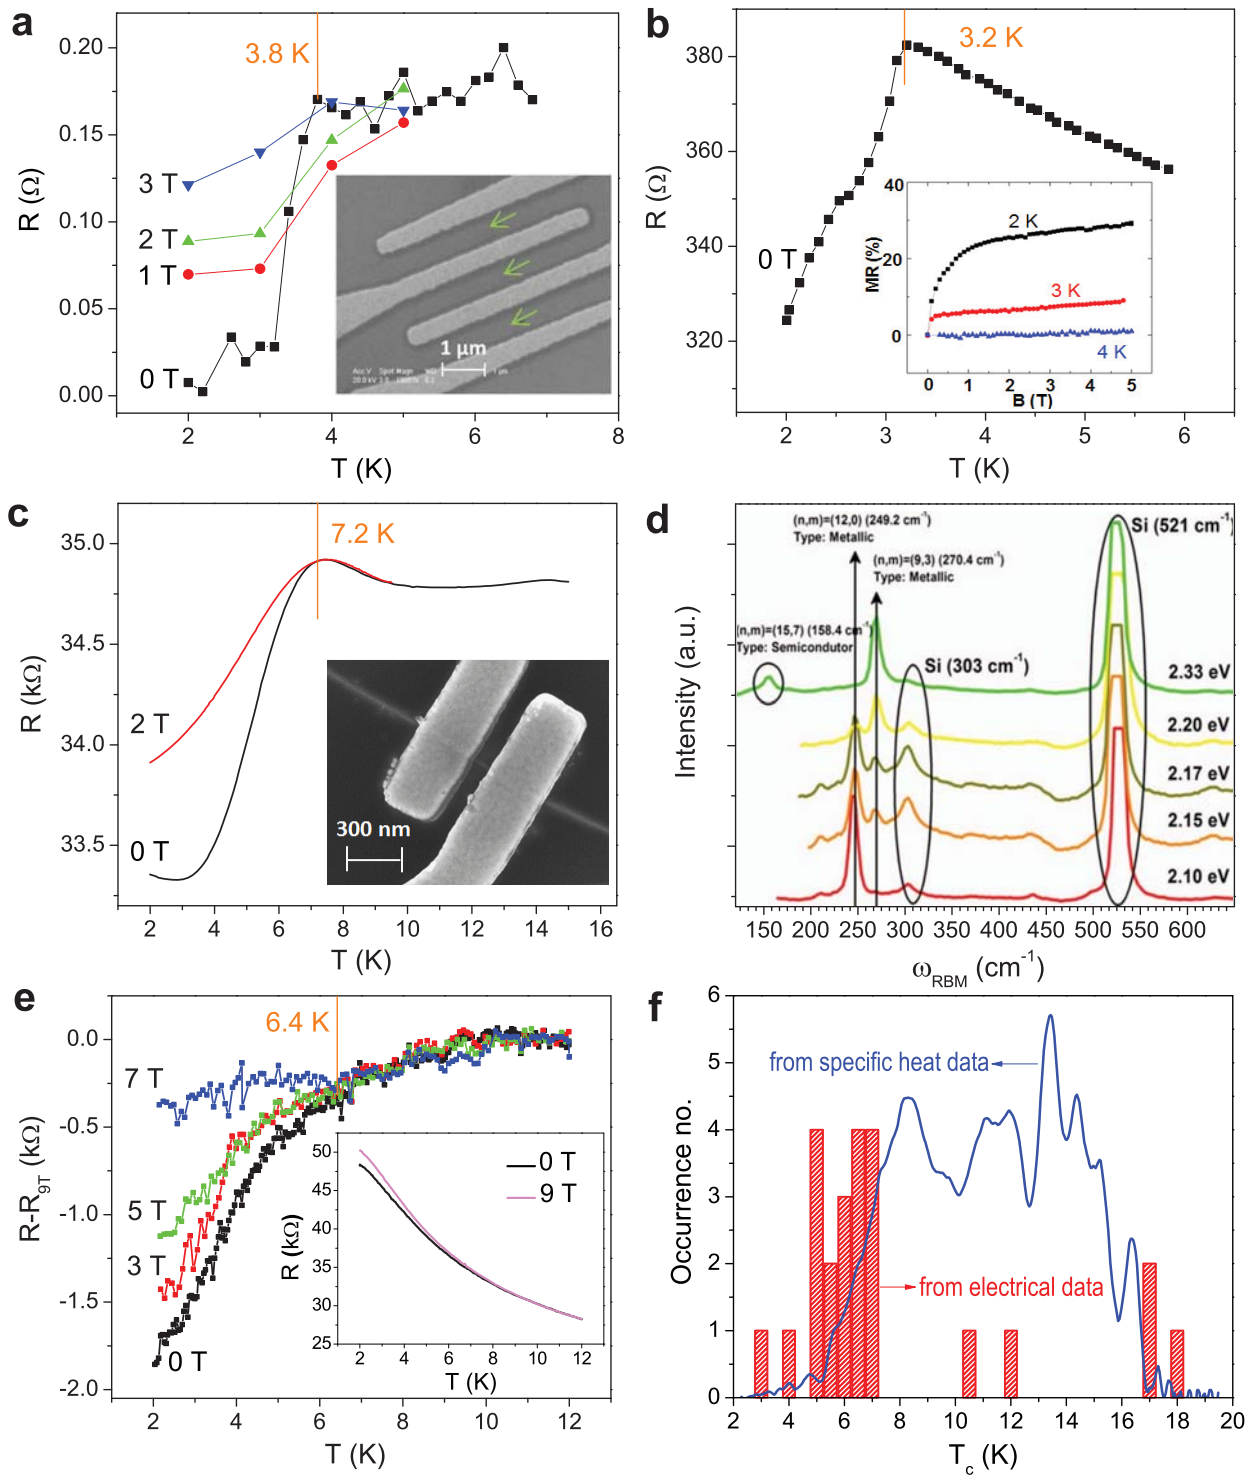 a
3.8 K
0.20
0.15
0.10
0.05
0.00
R (Ω)
3 T
2 T
1 T
0 T
1 µm
Acc.V Spot Magn WD
1 µm
2 4 6 8
T (K)
b
3.2 K
380
360
340
320
R (Ω)
0 T
40
20
0
MR (%)
2 K
3 K
4 K
0 1 2 3 4 5
B (T)
2 3 4 5 6
T (K)
c
7.2 K
35.0
34.5
34.0
33.5
R (kΩ)
2 T
0 T
300 nm
2 4 6 8 10 12 14 16
T (K)
d
(n,m)=(12,0) (249.2 cm⁻¹)
Type: Metallic
(n,m)=(9,3) (270.4 cm⁻¹)
Type: Metallic
(n,m)=(15,7) (158.4 cm⁻¹)
Type: Semicondutor
Si (303 cm⁻¹)
Si (521 cm⁻¹)
2.33 eV
2.20 eV
2.17 eV
2.15 eV
2.10 eV
Intensity (a.u.)
150 200 250 300 350 400 450 500 550 600
ωRBM (cm⁻¹)
e
6.4 K
0.0
-0.5
-1.0
-1.5
-2.0
R-R9T (kΩ)
7 T
5 T
3 T
0 T
50
45
40
35
30
25
R (kΩ)
0 T
9 T
2 4 6 8 10 12
T (K)
2 4 6 8 10 12
T (K)
f
6
5
4
3
2
1
0
Occurrence no.
from specific heat data
from electrical data
2 4 6 8 10 12 14 16 18 20
Tc (K)